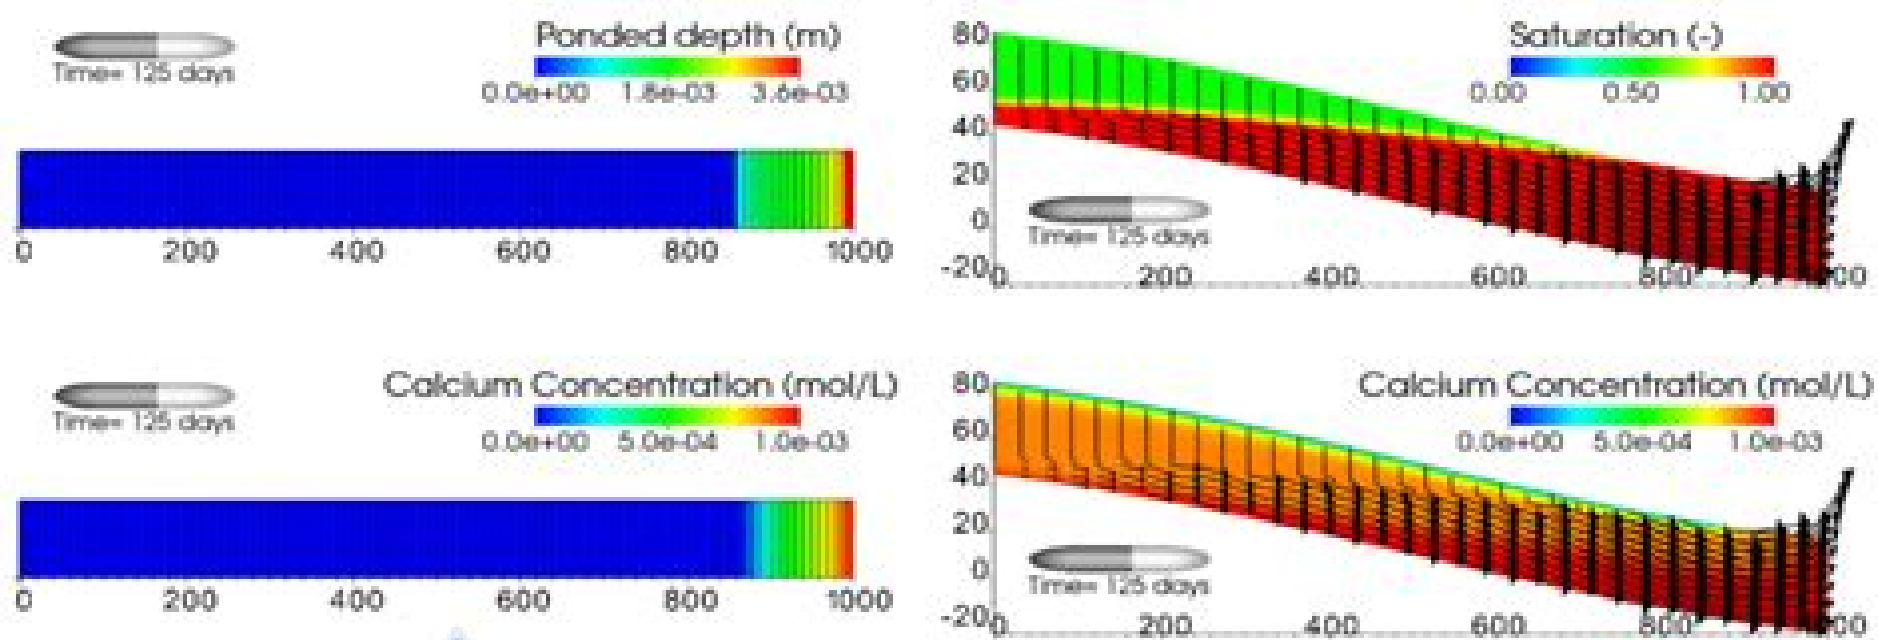 Ponded depth (m)
Time= 125 days
0.0e+00 1.8e-03 3.6e-03
0 200 400 600 800 1000
80
Saturation (-)
60
0.00 0.50 1.00
40
20
0
Time= 125 days
-20
0 200 400 600 800 00
Calcium Concentration (mol/L)
Time= 125 days
0.0e+00 5.0e-04 1.0e-03
0 200 400 600 800 1000
80
Calcium Concentration (mol/L)
60
0.0e+00 5.0e-04 1.0e-03
40
20
0
Time= 125 days
-20
0 200 400 600 800 00